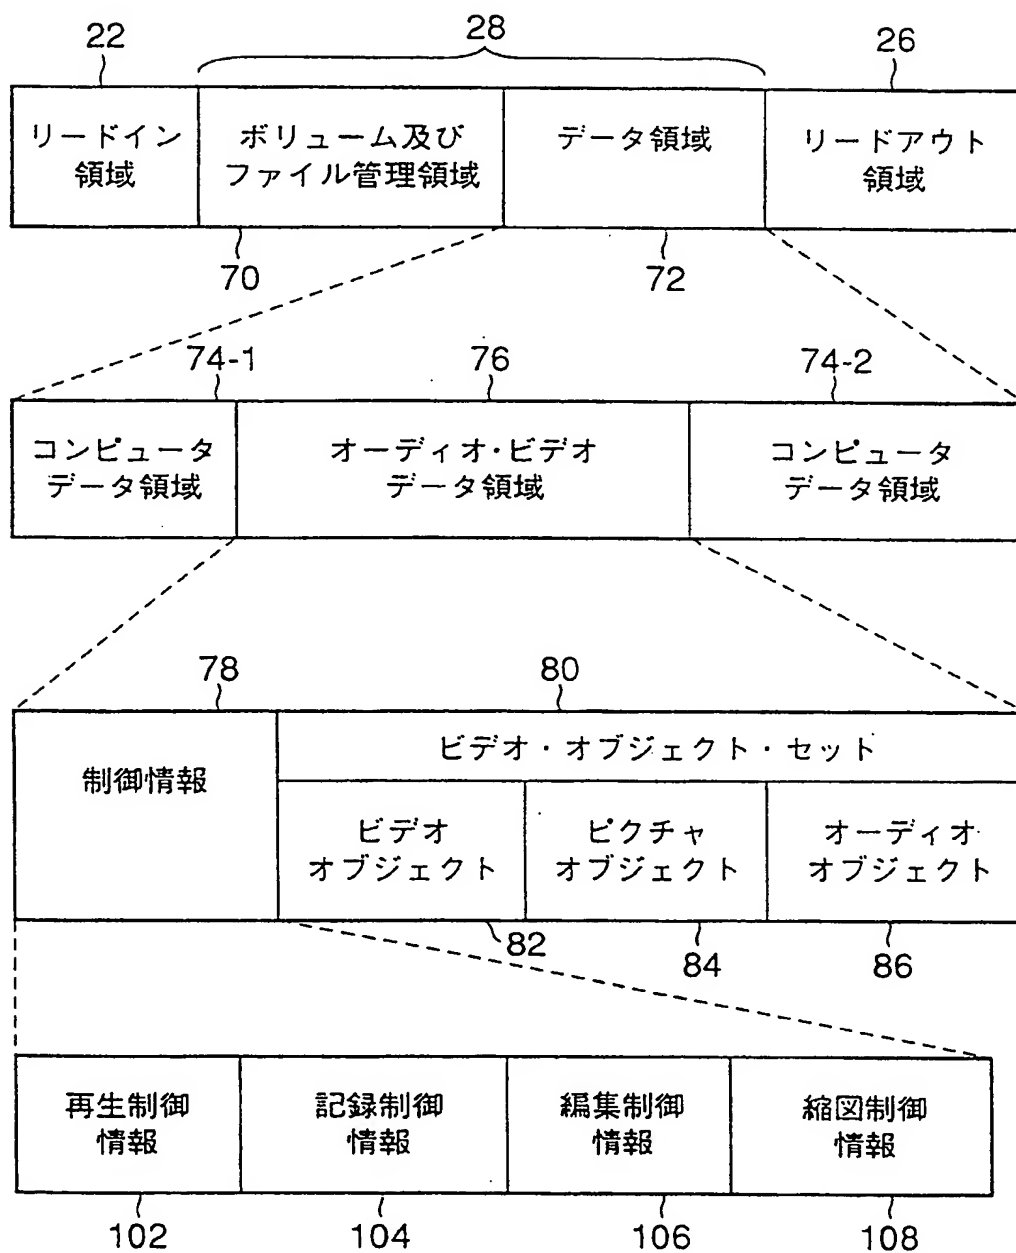 22
28
26
リードイン
領域
ボリューム及び
ファイル管理領域
データ領域
リードアウト
領域
70
72
74-1
76
74-2
コンピュータ
データ領域
オーディオ・ビデオ
データ領域
コンピュータ
データ領域
78
80
制御情報
ビデオ・オブジェクト・セット
ビデオ
オブジェクト
ピクチャ
オブジェクト
オーディオ
オブジェクト
82
84
86
再生制御
情報
記録制御
情報
編集制御
情報
縮図制御
情報
102
104
106
108